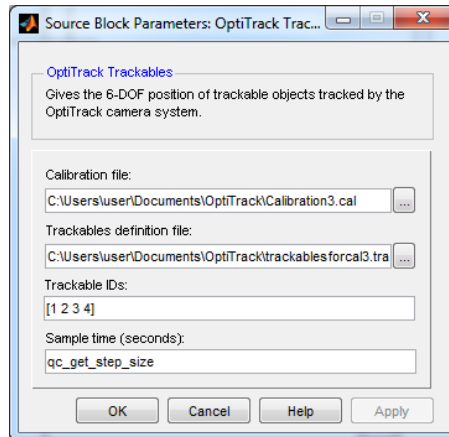 Source Block Parameters: OptiTrack Trac...
OptiTrack Trackables
Gives the 6-DOF position of trackable objects tracked by the
OptiTrack camera system.
Calibration file:
C:\Users\user\Documents\OptiTrack\Calibration3.cal
...
Trackables definition file:
C:\Users\user\Documents\OptiTrack\trackablesforcal3.tra
...
Trackable IDs:
[1 2 3 4]
Sample time (seconds):
qc_get_step_size
OK Cancel Help Apply